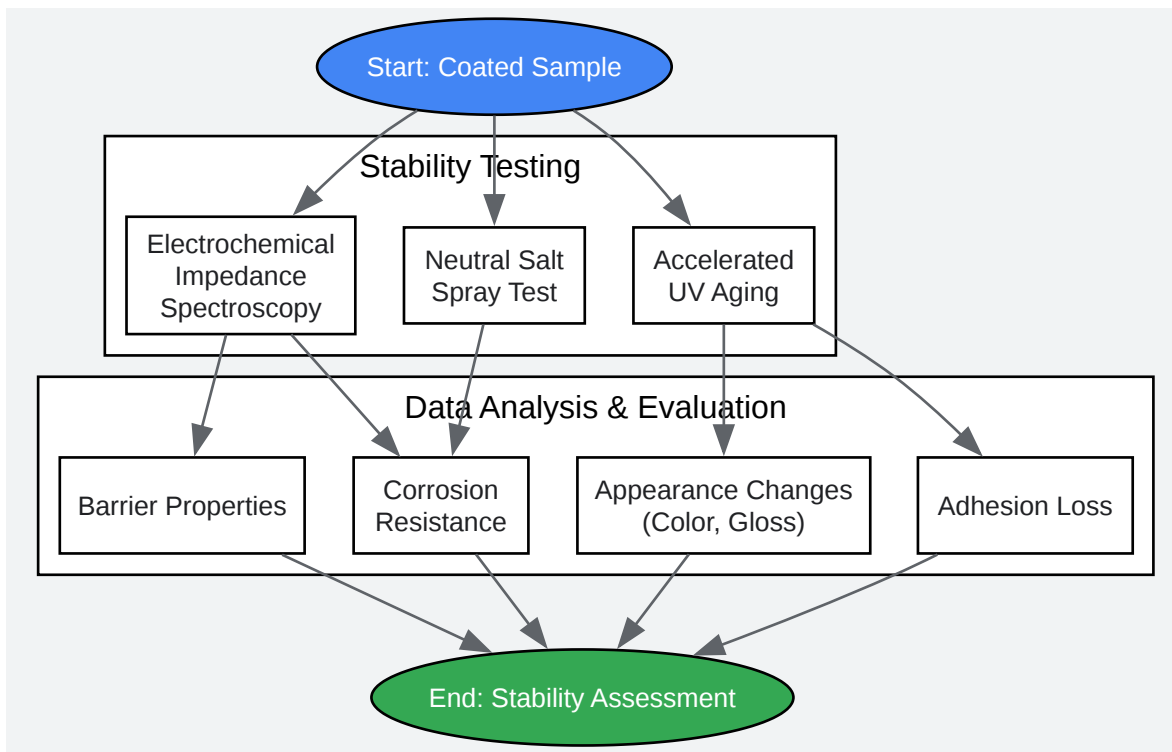 Start: Coated Sample
Stability Testing
Electrochemical
Impedance
Spectroscopy
Neutral Salt
Spray Test
Accelerated
UV Aging
Data Analysis & Evaluation
Barrier Properties
Corrosion
Resistance
Appearance Changes
(Color, Gloss)
Adhesion Loss
End: Stability Assessment